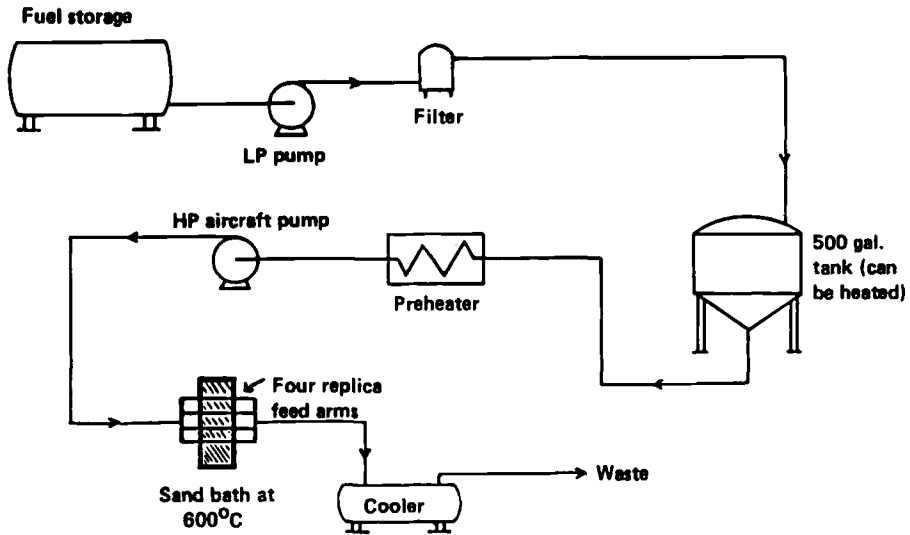 Fuel storage
Filter
LP pump
HP aircraft pump
500 gal.
tank (can
be heated)
Preheater
Four replica
feed arms
Sand bath at
600°C
Cooler
Waste